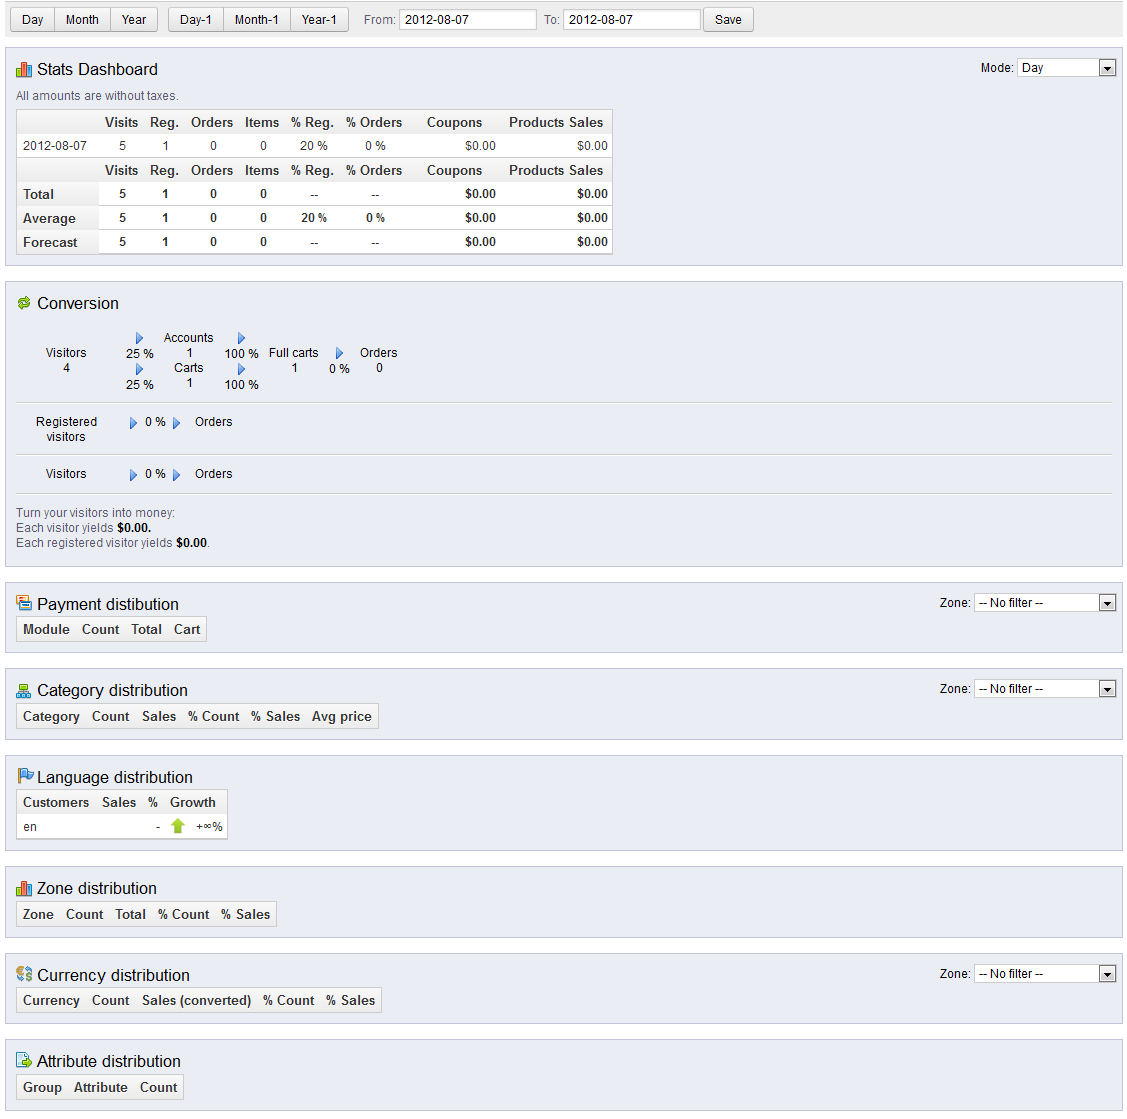 Day Month Year Day-1 Month-1 Year-1 From: 2012-08-07 To: 2012-08-07 Save
Stats Dashboard Mode: Day
All amounts are without taxes.
Visits Reg. Orders Items % Reg. % Orders Coupons Products Sales
2012-08-07 5 1 0 0 20 % 0 % $0.00 $0.00
Visits Reg. Orders Items % Reg. % Orders Coupons Products Sales
Total 5 1 0 0 -- -- $0.00 $0.00
Average 5 1 0 0 20 % 0 % $0.00 $0.00
Forecast 5 1 0 0 -- -- $0.00 $0.00
Conversion
Accounts
Visitors 25 % 1 100 % Full carts Orders
4 Carts 1 0 % 0
25 % 1 100 %
Registered 0 % Orders
visitors
Visitors 0 % Orders
Turn your visitors into money:
Each visitor yields $0.00.
Each registered visitor yields $0.00.
Payment distibution Zone: -- No filter --
Module Count Total Cart
Category distribution Zone: -- No filter --
Category Count Sales % Count % Sales Avg price
Language distribution
Customers Sales % Growth
en - +∞%
Zone distribution
Zone Count Total % Count % Sales
Currency distribution Zone: -- No filter --
Currency Count Sales (converted) % Count % Sales
Attribute distribution
Group Attribute Count